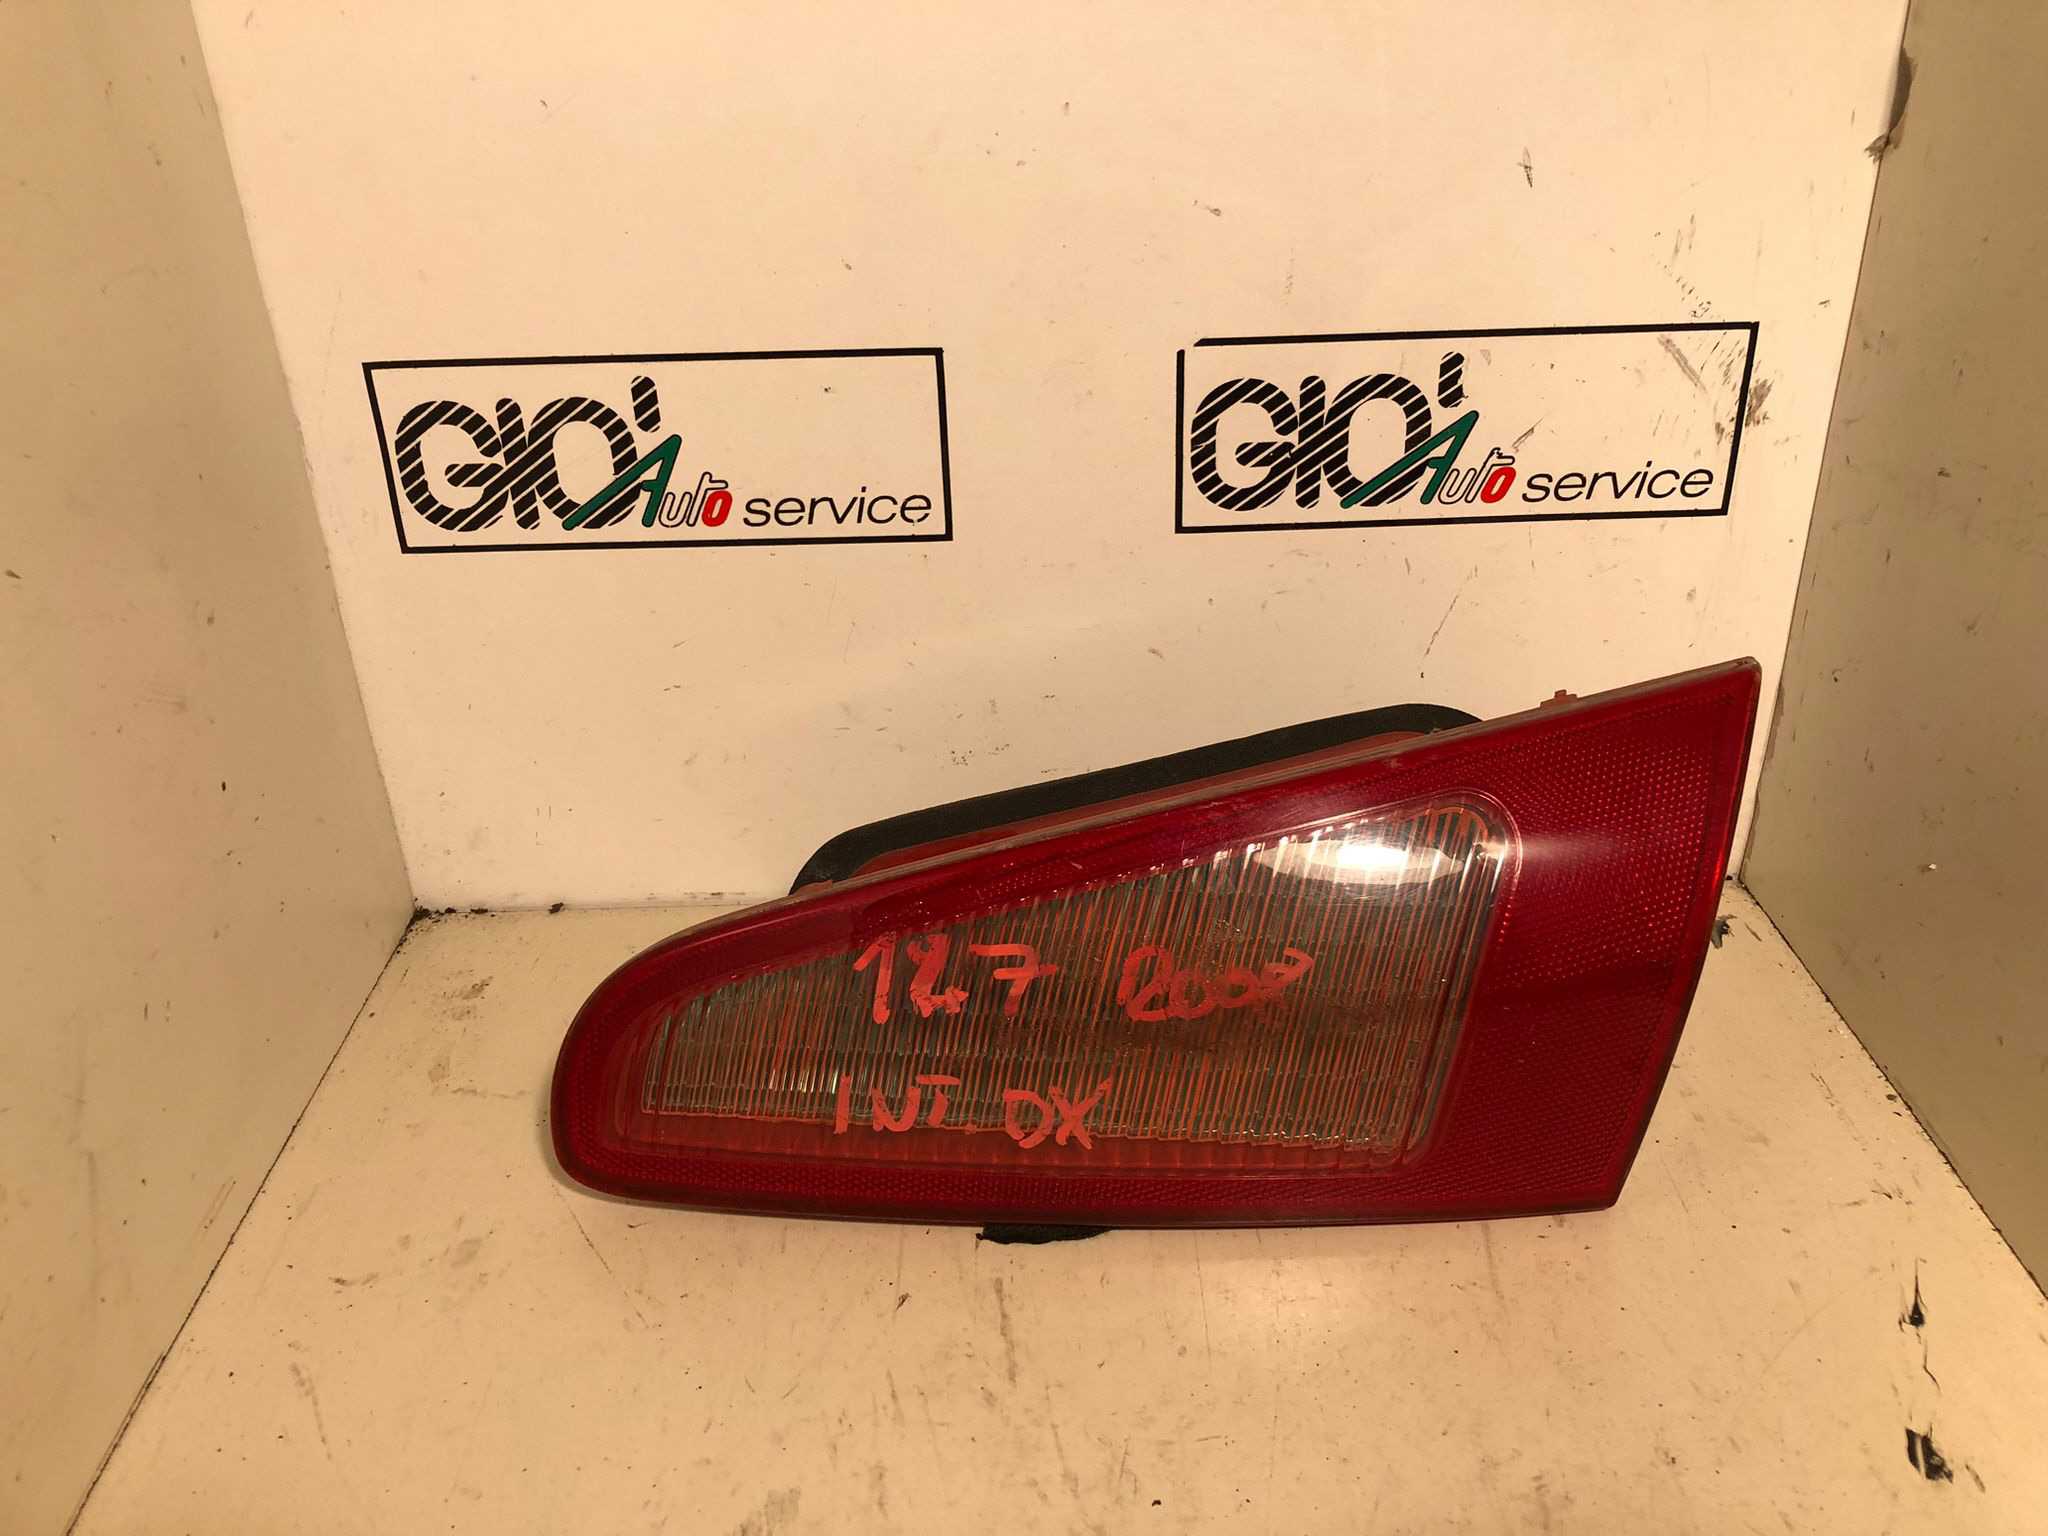 GIO' Auto service
GIO' Auto service
147 2002
INT. DX